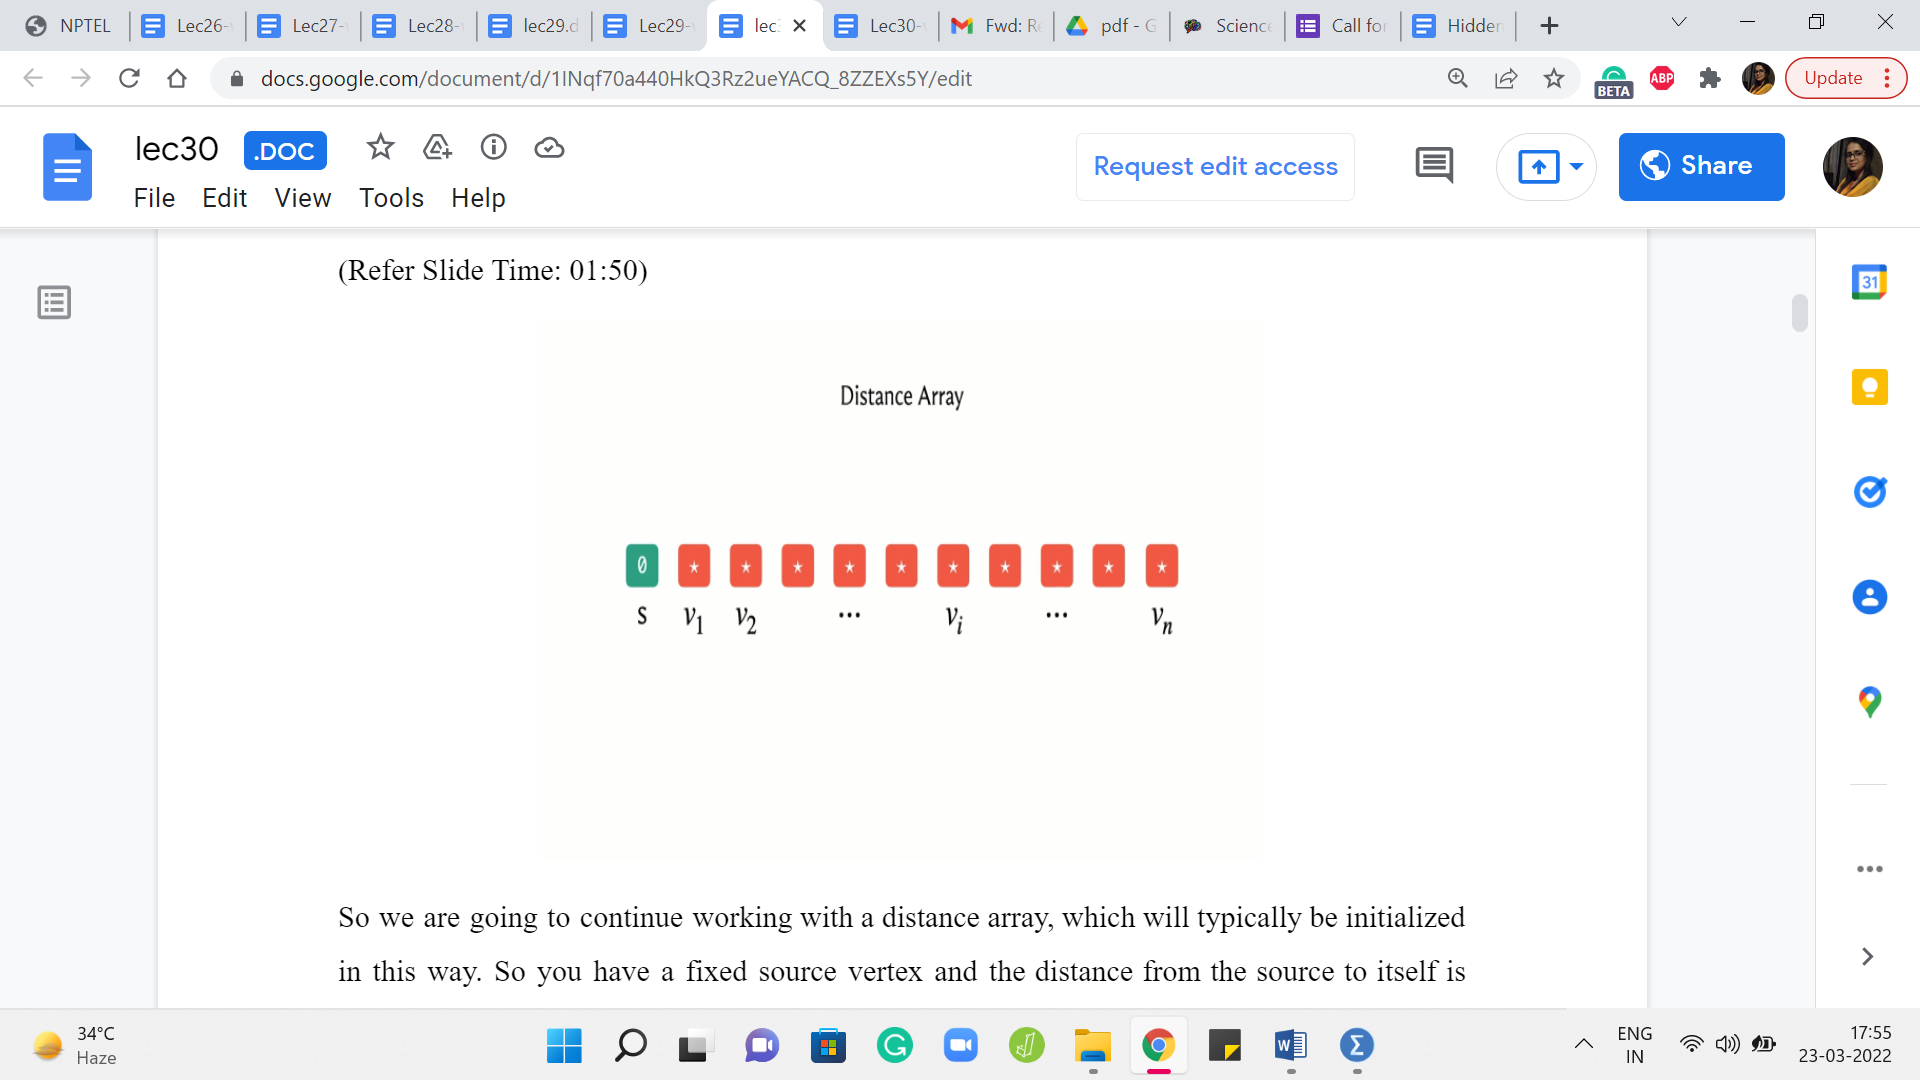 NPTEL Lec26- Lec27- Lec28- lec29.d Lec29- lec3 Lec30- Fwd: Re pdf - G Science Call for Hidden
docs.google.com/document/d/1INqf70a440HkQ3Rz2ueYACQ_8ZZEXs5Y/edit BETA ABP Update
lec30 .DOC
File Edit View Tools Help
Request edit access Share
31
(Refer Slide Time: 01:50)
Distance Array
0 * * * * * * * * * *
s v1 v2 ... vi ... vn
So we are going to continue working with a distance array, which will typically be initialized
in this way. So you have a fixed source vertex and the distance from the source to itself is
34°C
Haze
ENG
IN
17:55
23-03-2022